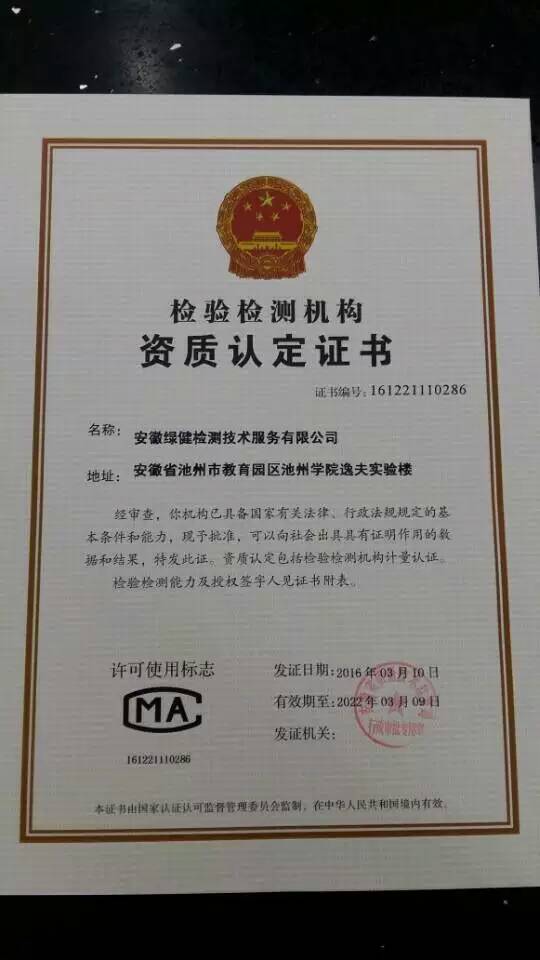 检验检测机构
资质认定证书
证书编号:161221110286
名称: 安徽绿健检测技术服务有限公司
地址: 安徽省池州市教育园区池州学院逸夫实验楼
经审查,你机构已具备国家有关法律、行政法规规定的基
本条件和能力,现予批准,可以向社会出具具有证明作用的数
据和结果,特发此证。资质认定包括检验检测机构计量认证。
检验检测能力及授权签字人见证书附表。
许可使用标志
MA
161221110286
发证日期:2016年03月10日
有效期至:2022年03月09日
发证机关:
行政审批专用章
本证书由国家认证认可监督管理委员会监制,在中华人民共和国境内有效。